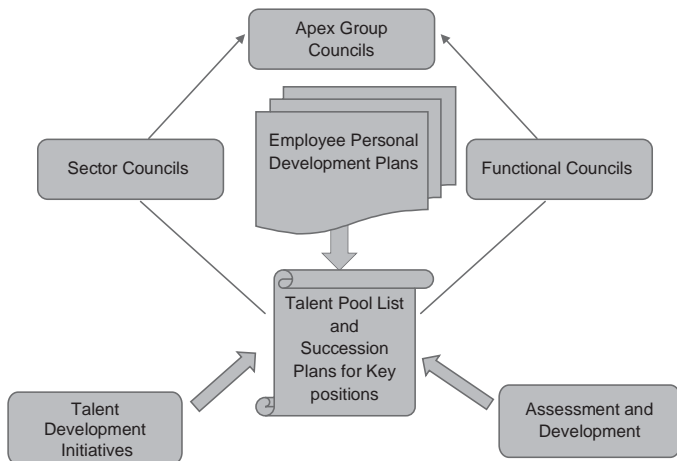 Apex Group
Councils
Employee Personal
Development Plans
Sector Councils
Functional Councils
Talent Pool List
and
Succession
Plans for Key
positions
Talent
Development
Initiatives
Assessment and
Development